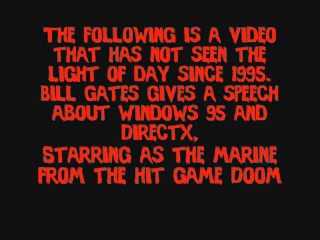 THE FOLLOWING IS A VIDEO
THAT HAS NOT SEEN THE
LIGHT OF DAY SINCE 1995.
BILL GATES GIVES A SPEECH
ABOUT WINDOWS 95 AND
DIRECTX,
STARRING AS THE MARINE
FROM THE HIT GAME DOOM